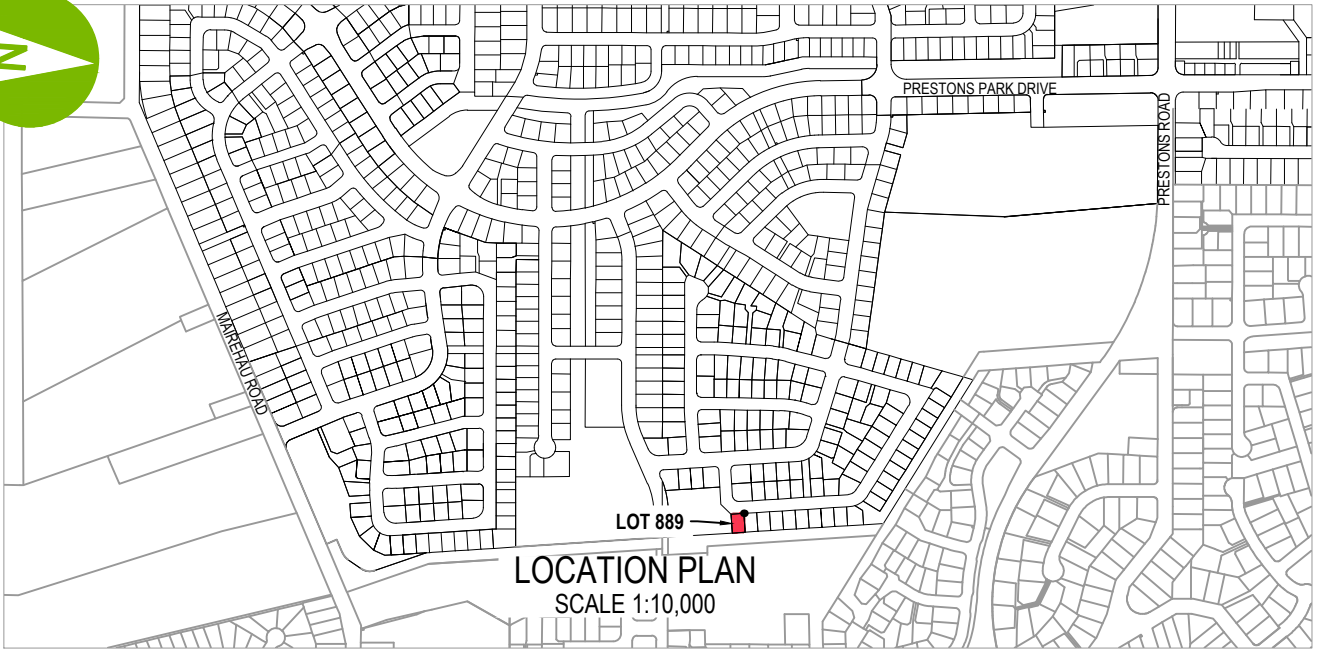 N
PRESTONS PARK DRIVE
PRESTONS ROAD
MAIREHAU ROAD
LOT 889
LOCATION PLAN
SCALE 1:10,000